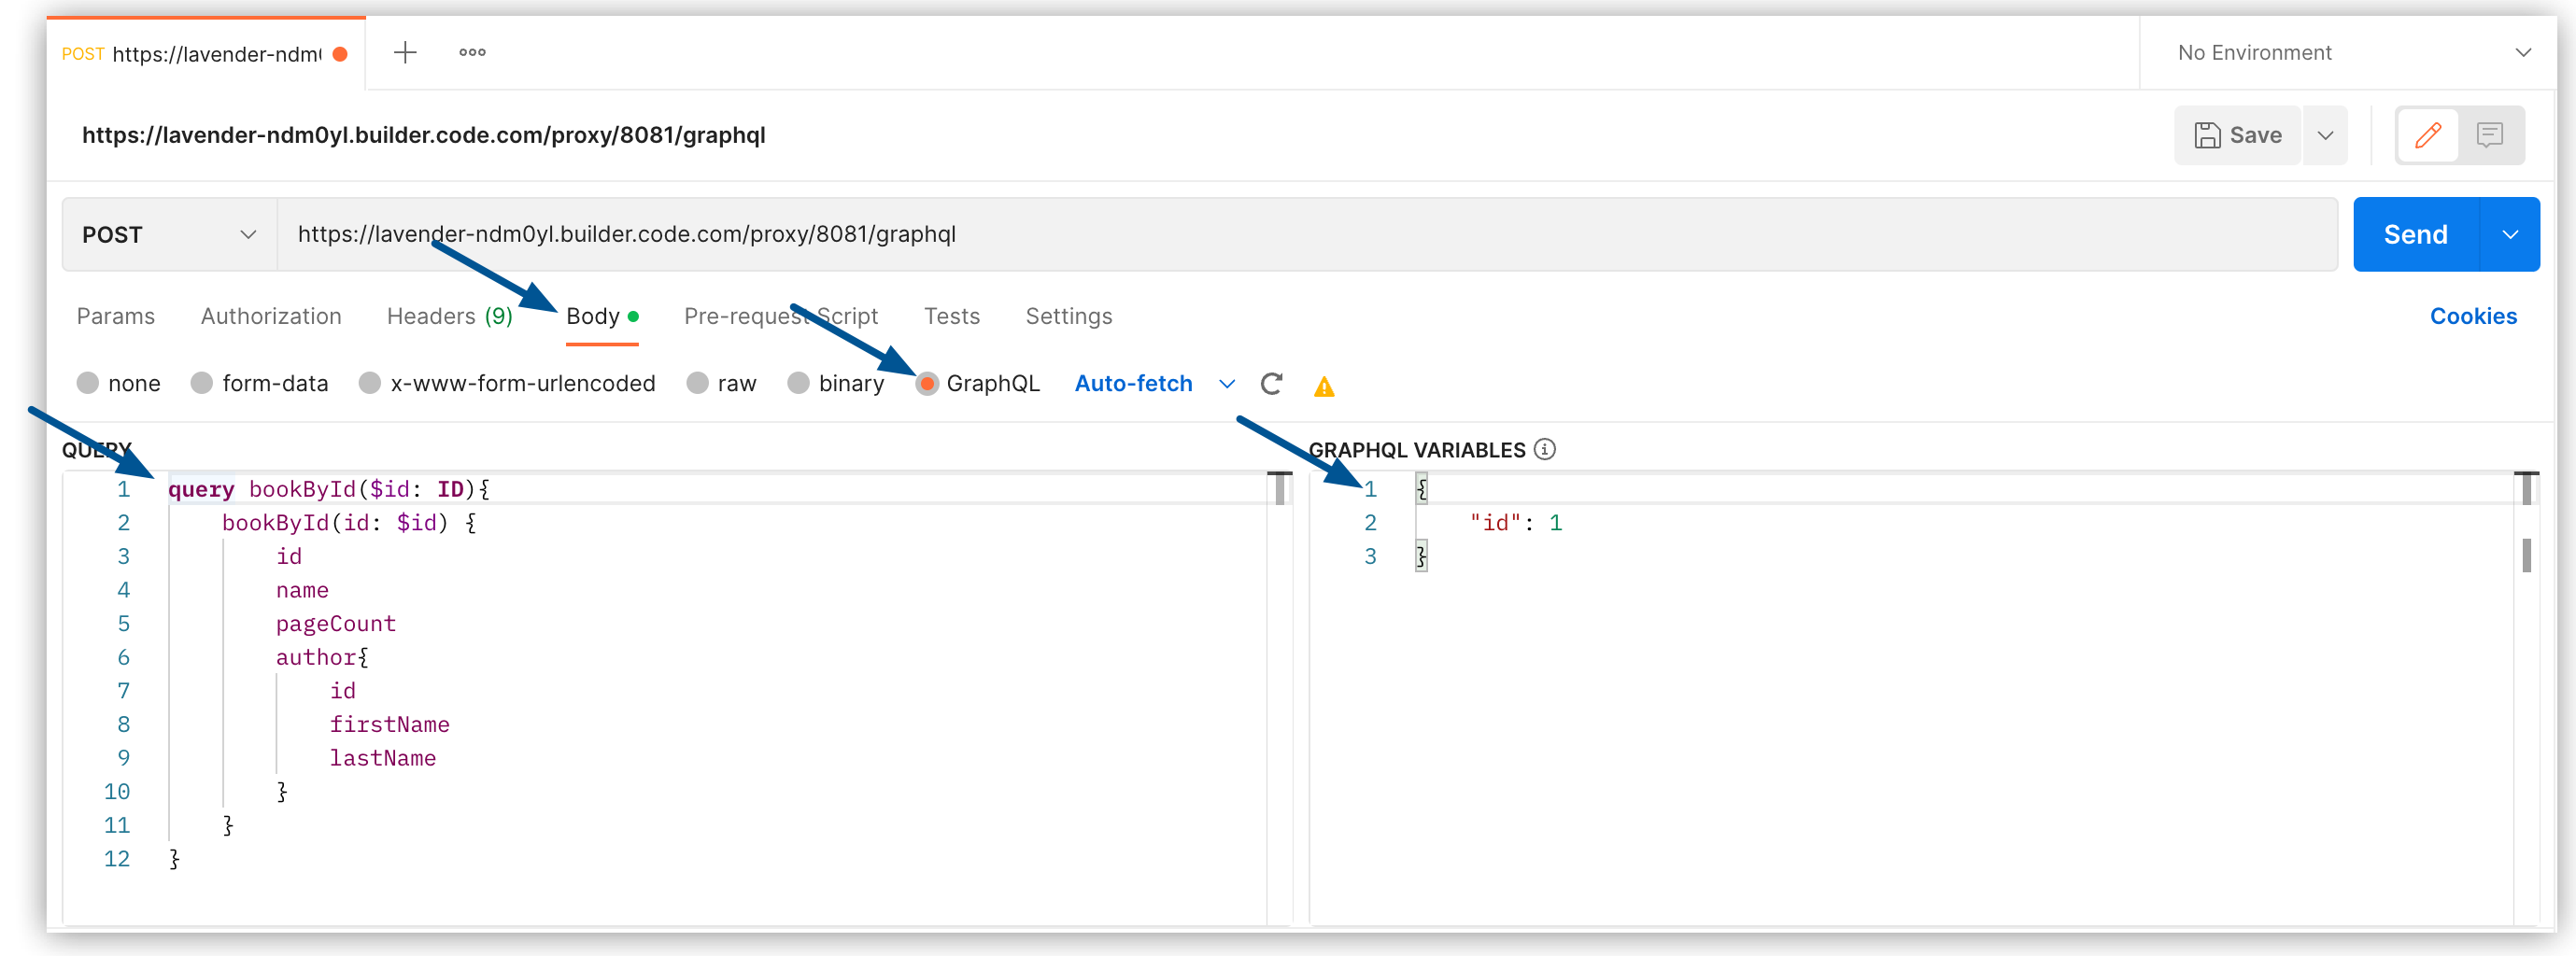 POST https://lavender-ndm
No Environment
https://lavender-ndm0yl.builder.code.com/proxy/8081/graphql
Save
POST
https://lavender-ndm0yl.builder.code.com/proxy/8081/graphql
Send
Params Authorization Headers (9) Body Pre-request Script Tests Settings Cookies
none form-data x-www-form-urlencoded raw binary GraphQL Auto-fetch
QUERY
1 query bookById($id: ID){
2 bookById(id: $id) {
3 id
4 name
5 pageCount
6 author{
7 id
8 firstName
9 lastName
10 }
11 }
12 }
GRAPHQL VARIABLES
1 {
2 "id": 1
3 }